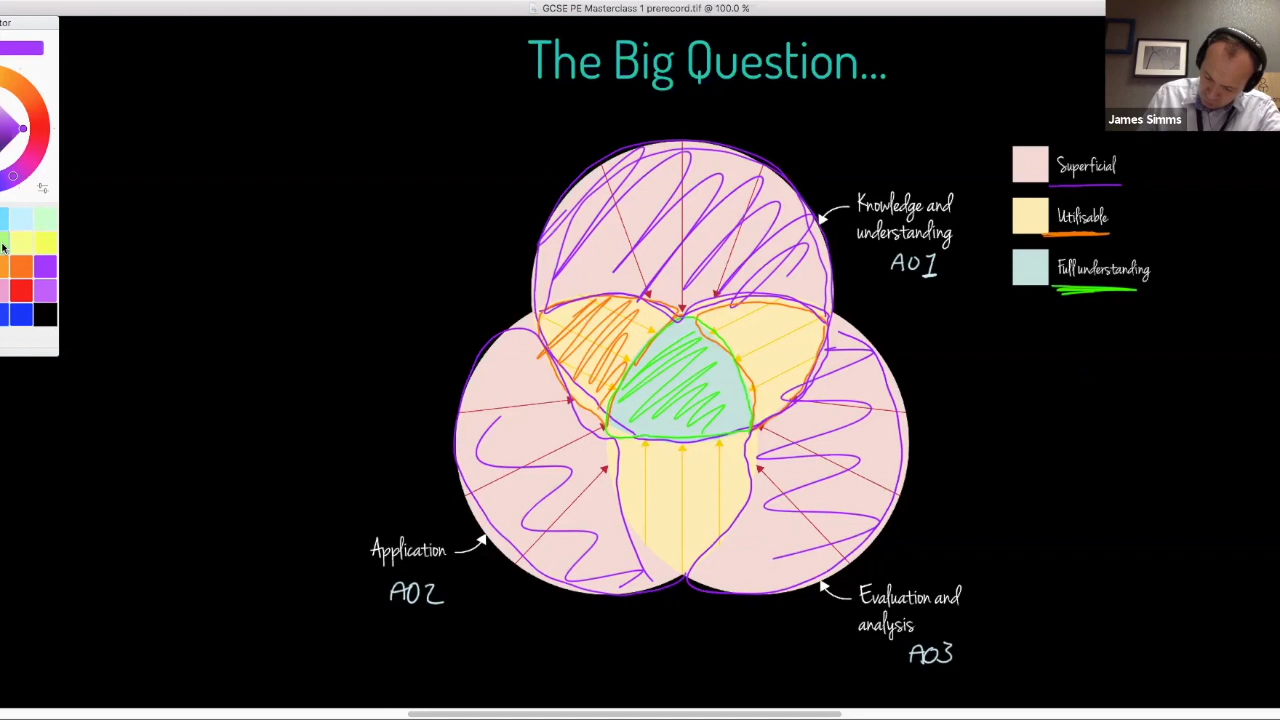 tor
GCSE PE Masterclass 1 prerecord.tif @ 100.0 %
The Big Question...
James Simms
Superficial
Utilisable
Full understanding
Knowledge and
understanding
AO1
Application
AO2
Evaluation and
analysis
AO3